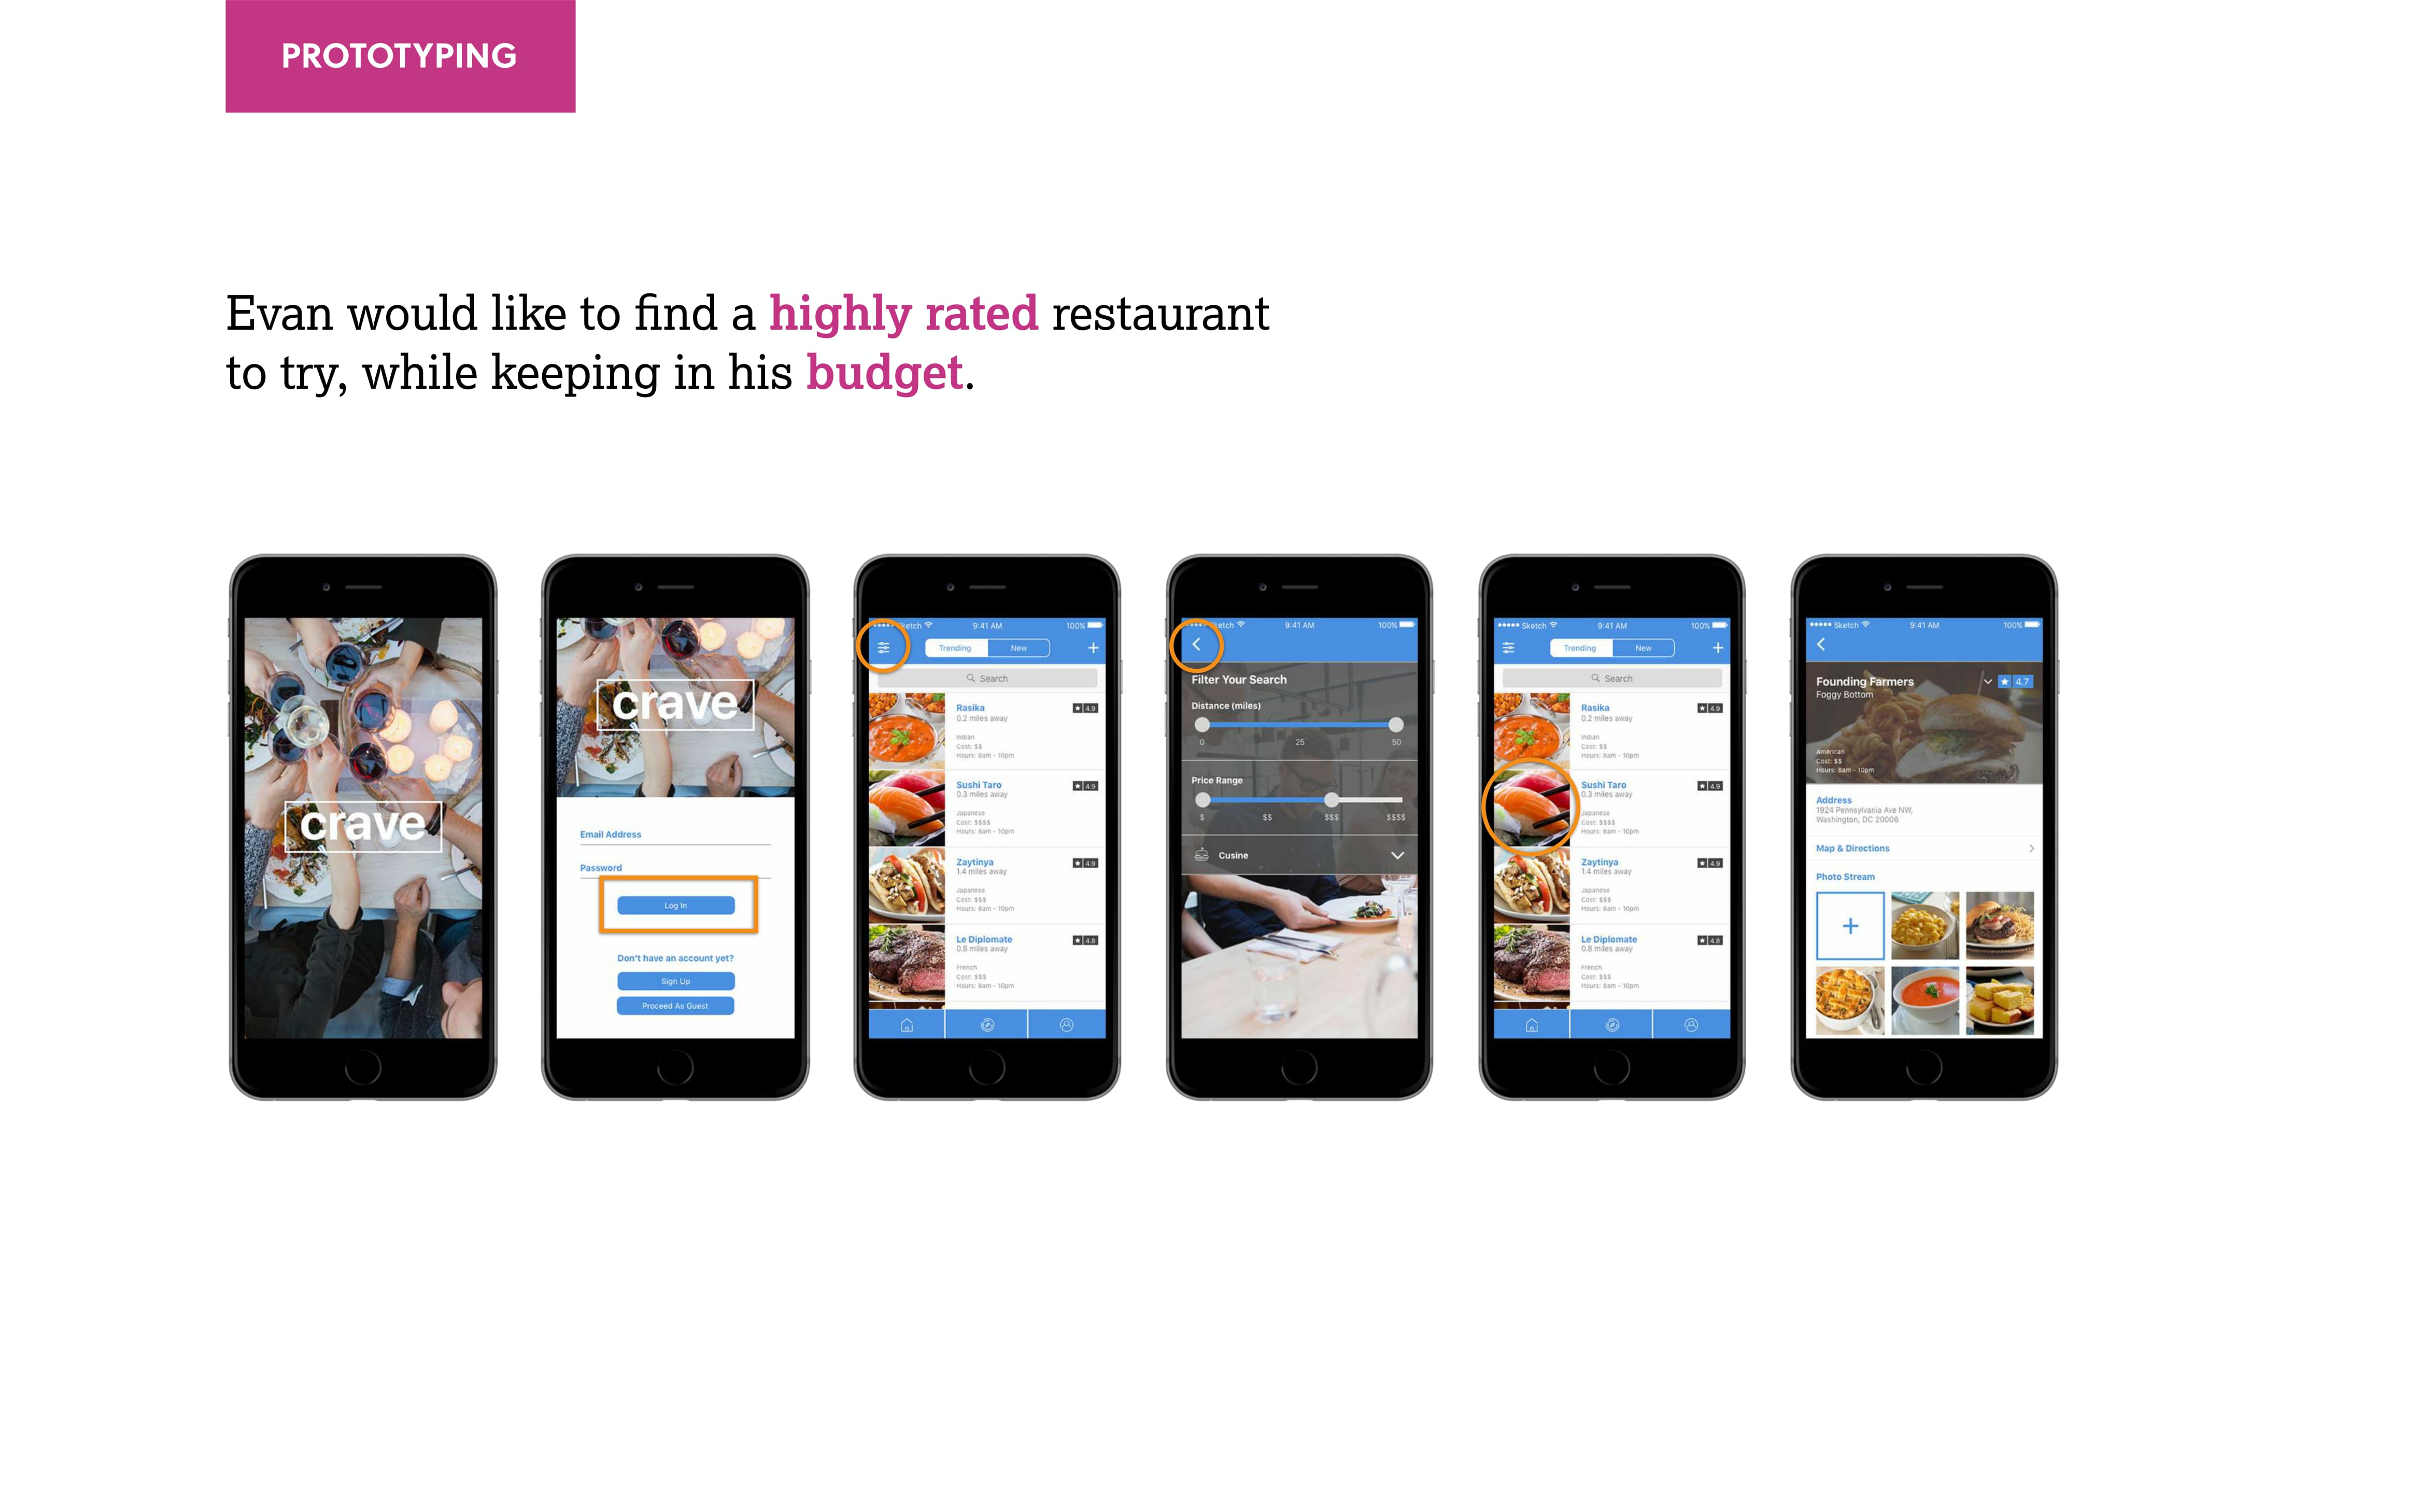 PROTOTYPING
Evan would like to find a highly rated restaurant
to try, while keeping in his budget.
crave
crave
Email Address
Password
Log In
Don't have an account yet?
Sign Up
Proceed As Guest
Sketch 9:41 AM 100%
Trending New +
Search
Rasika 4.9
0.2 miles away
Indian
Cost: $$
Hours: 8am - 10pm
Sushi Taro 4.9
0.3 miles away
Japanese
Cost: $$$$
Hours: 8am - 10pm
Zaytinya 4.9
1.4 miles away
Japanese
Cost: $$$
Hours: 8am - 10pm
Le Diplomate 4.8
0.8 miles away
French
Cost: $$$
Hours: 8am - 10pm
etch 9:41 AM 100%
Filter Your Search
Distance (miles)
0 25 50
Price Range
$ $$ $$$ $$$$
Cusine
Sketch 9:41 AM 100%
Trending New +
Search
Rasika 4.9
0.2 miles away
Indian
Cost: $$
Hours: 8am - 10pm
Sushi Taro 4.9
0.3 miles away
Japanese
Cost: $$$$
Hours: 8am - 10pm
Zaytinya 4.9
1.4 miles away
Japanese
Cost: $$$
Hours: 8am - 10pm
Le Diplomate 4.8
0.8 miles away
French
Cost: $$$
Hours: 8am - 10pm
Sketch 9:41 AM 100%
Founding Farmers 4.7
Foggy Bottom
American
Cost: $$
Hours: 8am - 10pm
Address
1924 Pennsylvania Ave NW,
Washington, DC 20006
Map & Directions
Photo Stream
+